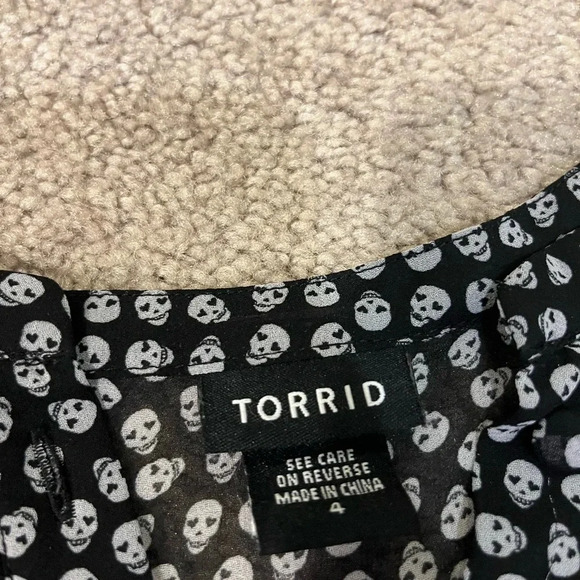 TORRID
SEE CARE
ON REVERSE
MADE IN CHINA
4